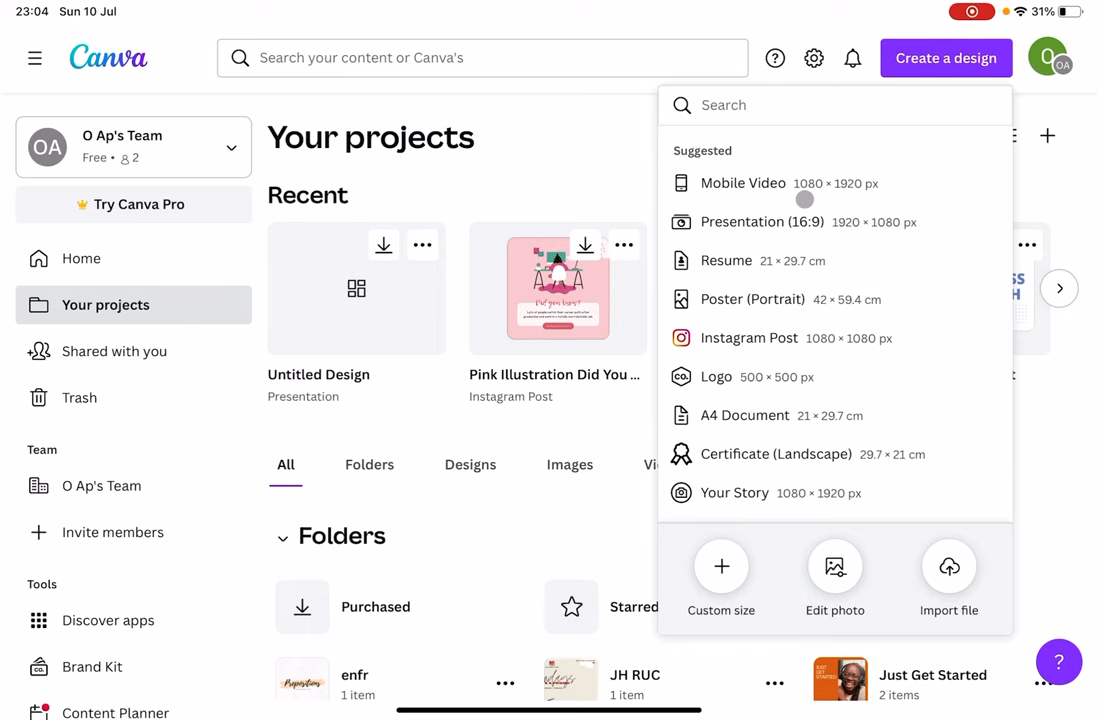 23:04 Sun 10 Jul
31%
Canva
Search your content or Canva's
?
Create a design
O
OA
Search
OA
O Ap's Team
Free • 2
Try Canva Pro
Home
Your projects
Shared with you
Trash
Team
O Ap's Team
Invite members
Tools
Discover apps
Brand Kit
Content Planner
Your projects
Recent
Did you know?
Untitled Design
Presentation
Pink Illustration Did You ...
Instagram Post
All
Folders
Designs
Images
Folders
Purchased
Starred
Prepositions
enfr
1 item
JH RUC
1 item
JUST GET STARTED
Just Get Started
2 items
Suggested
Mobile Video 1080 × 1920 px
Presentation (16:9) 1920 × 1080 px
Resume 21 × 29.7 cm
Poster (Portrait) 42 × 59.4 cm
Instagram Post 1080 × 1080 px
CO. Logo 500 × 500 px
A4 Document 21 × 29.7 cm
Certificate (Landscape) 29.7 × 21 cm
Your Story 1080 × 1920 px
Custom size
Edit photo
Import file
?